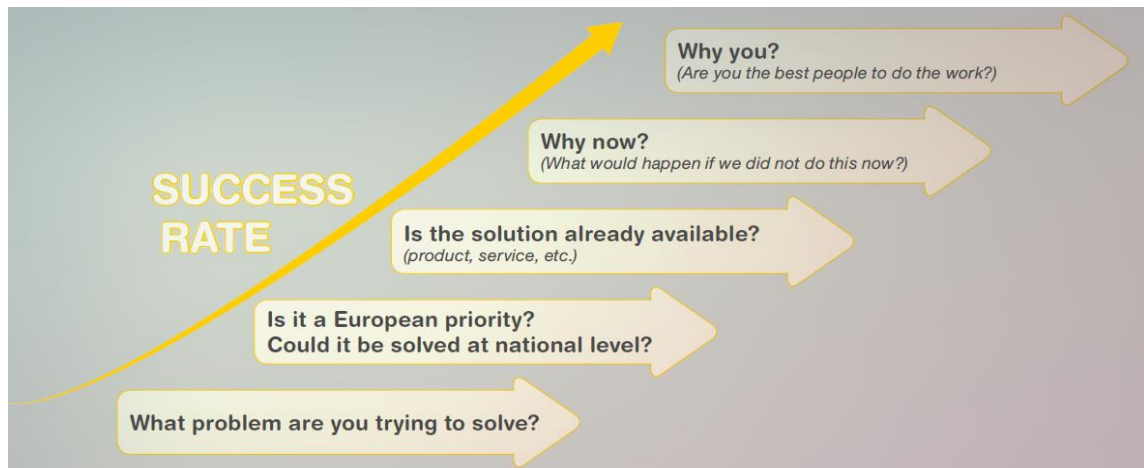 Why you?
(Are you the best people to do the work?)
Why now?
(What would happen if we did not do this now?)
SUCCESS
RATE
Is the solution already available?
(product, service, etc.)
Is it a European priority?
Could it be solved at national level?
What problem are you trying to solve?